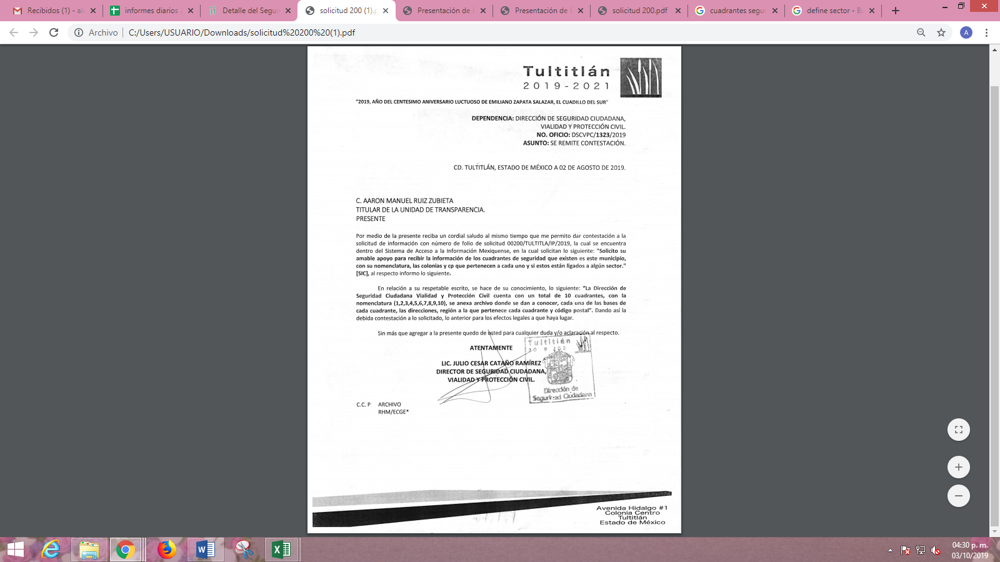 Recibidos (1) - al
informes diarios
Detalle del Segui
solicitud 200 (1).p
Presentación de
Presentación de
solicitud 200.pdf
cuadrantes segur
define sector - B
Archivo
C:/Users/USUARIO/Downloads/solicitud%20200%20(1).pdf
A
Tultitlán
2019-2021
"2019, AÑO DEL CENTESIMO ANIVERSARIO LUCTUOSO DE EMILIANO ZAPATA SALAZAR, EL CUADILLO DEL SUR"
DEPENDENCIA: DIRECCIÓN DE SEGURIDAD CIUDADANA,
VIALIDAD Y PROTECCIÓN CIVIL.
NO. OFICIO: DSCVPC/1323/2019
ASUNTO: SE REMITE CONTESTACIÓN.
CD. TULTITLÁN, ESTADO DE MÉXICO A 02 DE AGOSTO DE 2019.
C. AARON MANUEL RUIZ ZUBIETA
TITULAR DE LA UNIDAD DE TRANSPARENCIA.
PRESENTE
Por medio de la presente reciba un cordial saludo al mismo tiempo que me permito dar contestación a la
solicitud de información con número de folio de solicitud 00200/TULTITLA/IP/2019, la cual se encuentra
dentro del Sistema de Acceso a la Información Mexiquense, en la cual solicitan lo siguiente: "Solicito su
amable apoyo para recibir la información de los cuadrantes de seguridad que existen es este municipio,
con su nomenclatura, las colonias y cp que pertenecen a cada uno y si estos están ligados a algún sector."
[SIC], al respecto informo lo siguiente.
En relación a su respetable escrito, se hace de su conocimiento, lo siguiente: "La Dirección de
Seguridad Ciudadana Vialidad y Protección Civil cuenta con un total de 10 cuadrantes, con la
nomenclatura (1,2,3,4,5,6,7,8,9,10), se anexa archivo donde se dan a conocer, cada una de las bases de
cada cuadrante, las direcciones, región a la que pertenece cada cuadrante y código postal". Dando así la
debida contestación a lo solicitado, lo anterior para los efectos legales a que haya lugar.
Sin más que agregar a la presente quedo de usted para cualquier duda y/o aclaración al respecto.
ATENTAMENTE
Tultitlán
20 9 202
LIC. JULIO CESAR CATAÑO RAMÍREZ
DIRECTOR DE SEGURIDAD CIUDADANA,
VIALIDAD Y PROTECCIÓN CIVIL.
Dirección de
Seguridad Ciudadana
C.C. P ARCHIVO
RHM/ECGE*
Avenida Hidalgo #1
Colonia Centro
Tultitlán
Estado de México
04:30 p. m.
03/10/2019